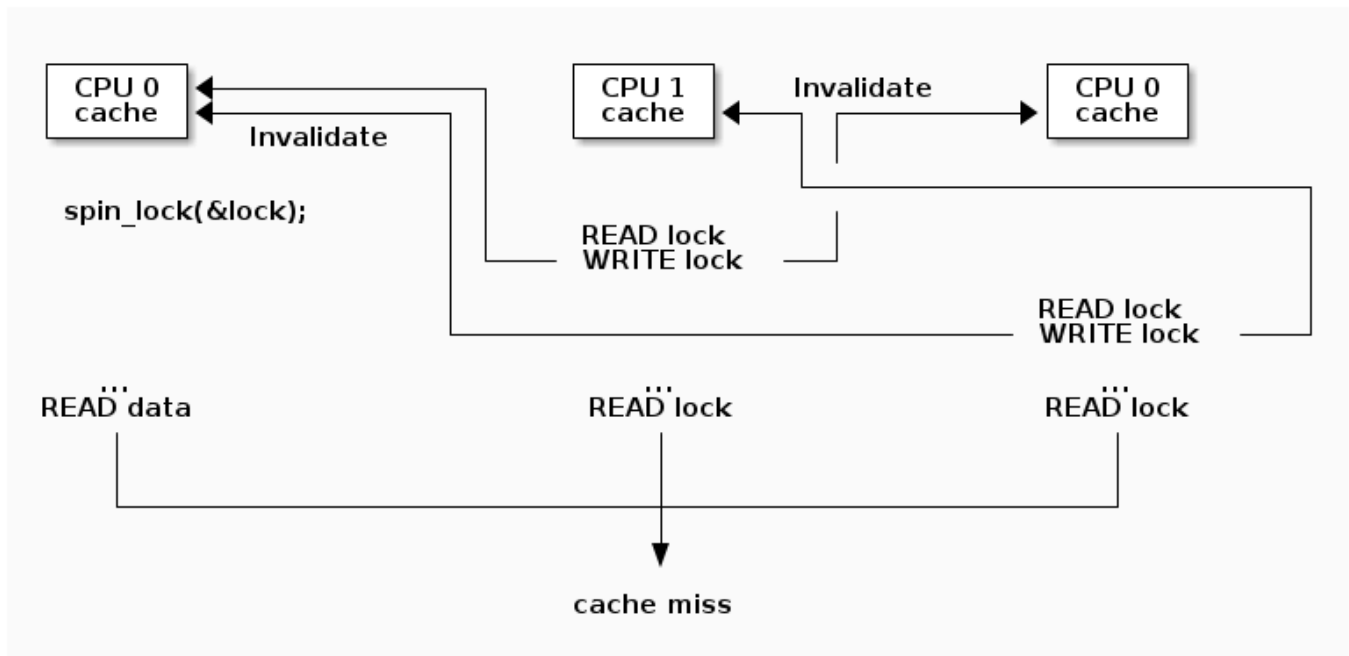 CPU 0
cache
CPU 1
cache
Invalidate
CPU 0
cache
Invalidate
spin_lock(&lock);
READ lock
WRITE lock
READ lock
WRITE lock
...
READ data
...
READ lock
...
READ lock
cache miss